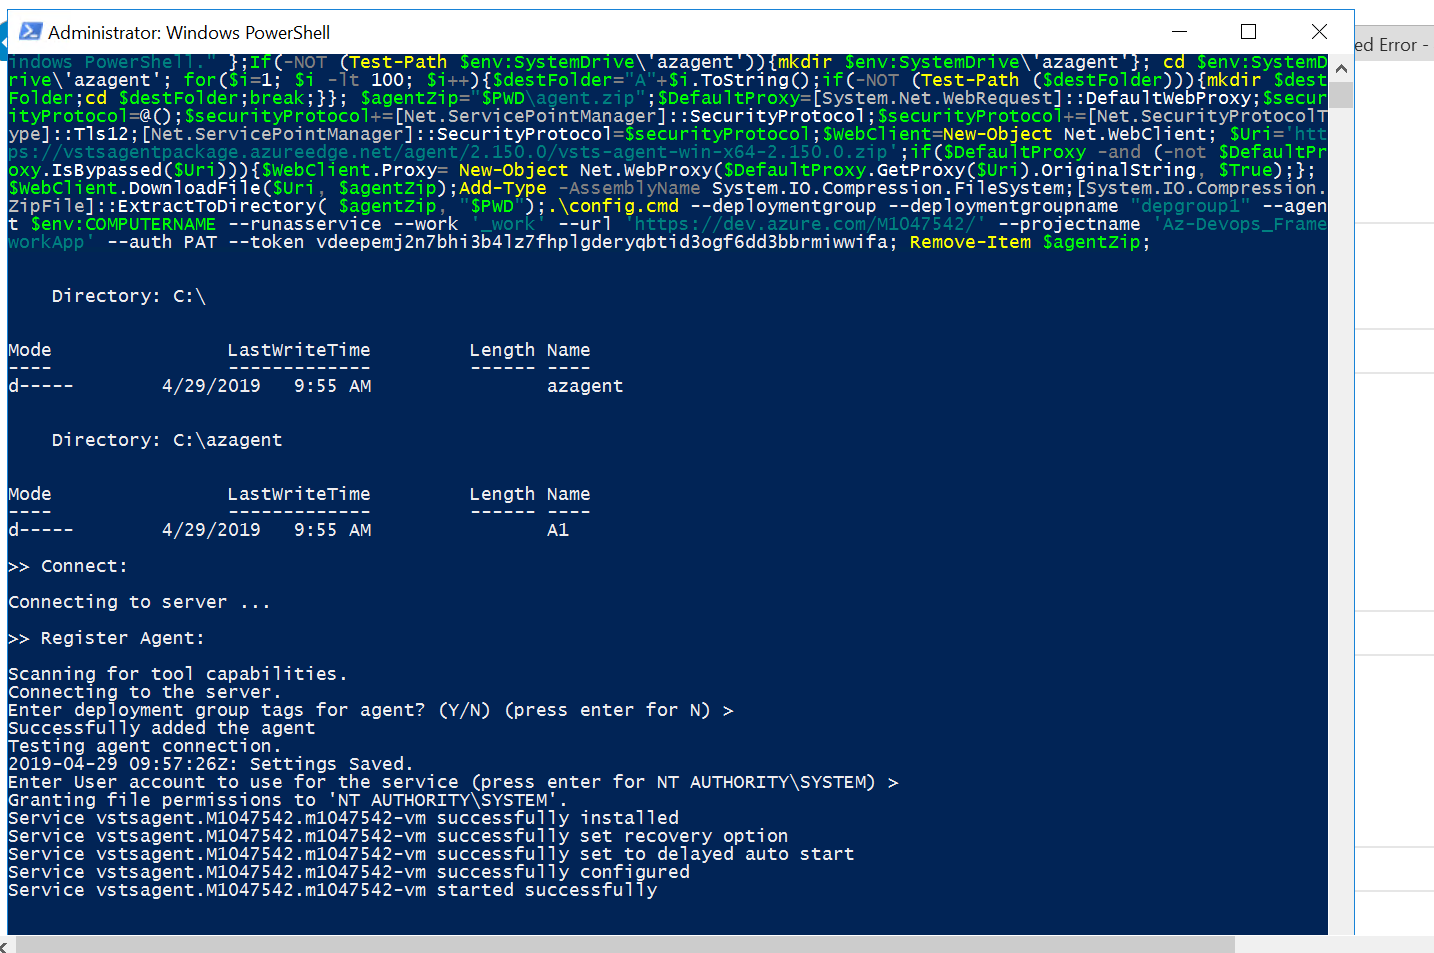 Administrator: Windows PowerShell
ed Error -
indows PowerShell." };If(-NOT (Test-Path $env:SystemDrive\'azagent')){mkdir $env:SystemDrive\'azagent'}; cd $env:SystemD
rive\'azagent'; for($i=1; $i -lt 100; $i++){$destFolder="A"+$i.ToString();if(-NOT (Test-Path ($destFolder))){mkdir $dest
Folder;cd $destFolder;break;}}; $agentZip="$PWD\agent.zip";$DefaultProxy=[System.Net.WebRequest]::DefaultWebProxy;$secur
ityProtocol=@();$securityProtocol+=[Net.ServicePointManager]::SecurityProtocol;$securityProtocol+=[Net.SecurityProtocolT
ype]::Tls12;[Net.ServicePointManager]::SecurityProtocol=$securityProtocol;$WebClient=New-Object Net.WebClient; $Uri='htt
ps://vstsagentpackage.azureedge.net/agent/2.150.0/vsts-agent-win-x64-2.150.0.zip';if($DefaultProxy -and (-not $DefaultPr
oxy.IsBypassed($Uri))){$WebClient.Proxy= New-Object Net.WebProxy($DefaultProxy.GetProxy($Uri).OriginalString, $True);};
$WebClient.DownloadFile($Uri, $agentZip);Add-Type -AssemblyName System.IO.Compression.FileSystem;[System.IO.Compression.
ZipFile]::ExtractToDirectory( $agentZip, "$PWD");.\config.cmd --deploymentgroup --deploymentgroupname "depgroup1" --agen
t $env:COMPUTERNAME --runasservice --work '_work' --url 'https://dev.azure.com/M1047542/' --projectname 'Az-Devops_Frame
workApp' --auth PAT --token vdeepemj2n7bhi3b4lz7fhplgderyqbtid3ogf6dd3bbrmiwwifa; Remove-Item $agentZip;
Directory: C:\
Mode LastWriteTime Length Name
---- ------------- ------ ----
d----- 4/29/2019 9:55 AM azagent
Directory: C:\azagent
Mode LastWriteTime Length Name
---- ------------- ------ ----
d----- 4/29/2019 9:55 AM A1
>> Connect:
Connecting to server ...
>> Register Agent:
Scanning for tool capabilities.
Connecting to the server.
Enter deployment group tags for agent? (Y/N) (press enter for N) >
Successfully added the agent
Testing agent connection.
2019-04-29 09:57:26Z: Settings Saved.
Enter User account to use for the service (press enter for NT AUTHORITY\SYSTEM) >
Granting file permissions to 'NT AUTHORITY\SYSTEM'.
Service vstsagent.M1047542.m1047542-vm successfully installed
Service vstsagent.M1047542.m1047542-vm successfully set recovery option
Service vstsagent.M1047542.m1047542-vm successfully set to delayed auto start
Service vstsagent.M1047542.m1047542-vm successfully configured
Service vstsagent.M1047542.m1047542-vm started successfully